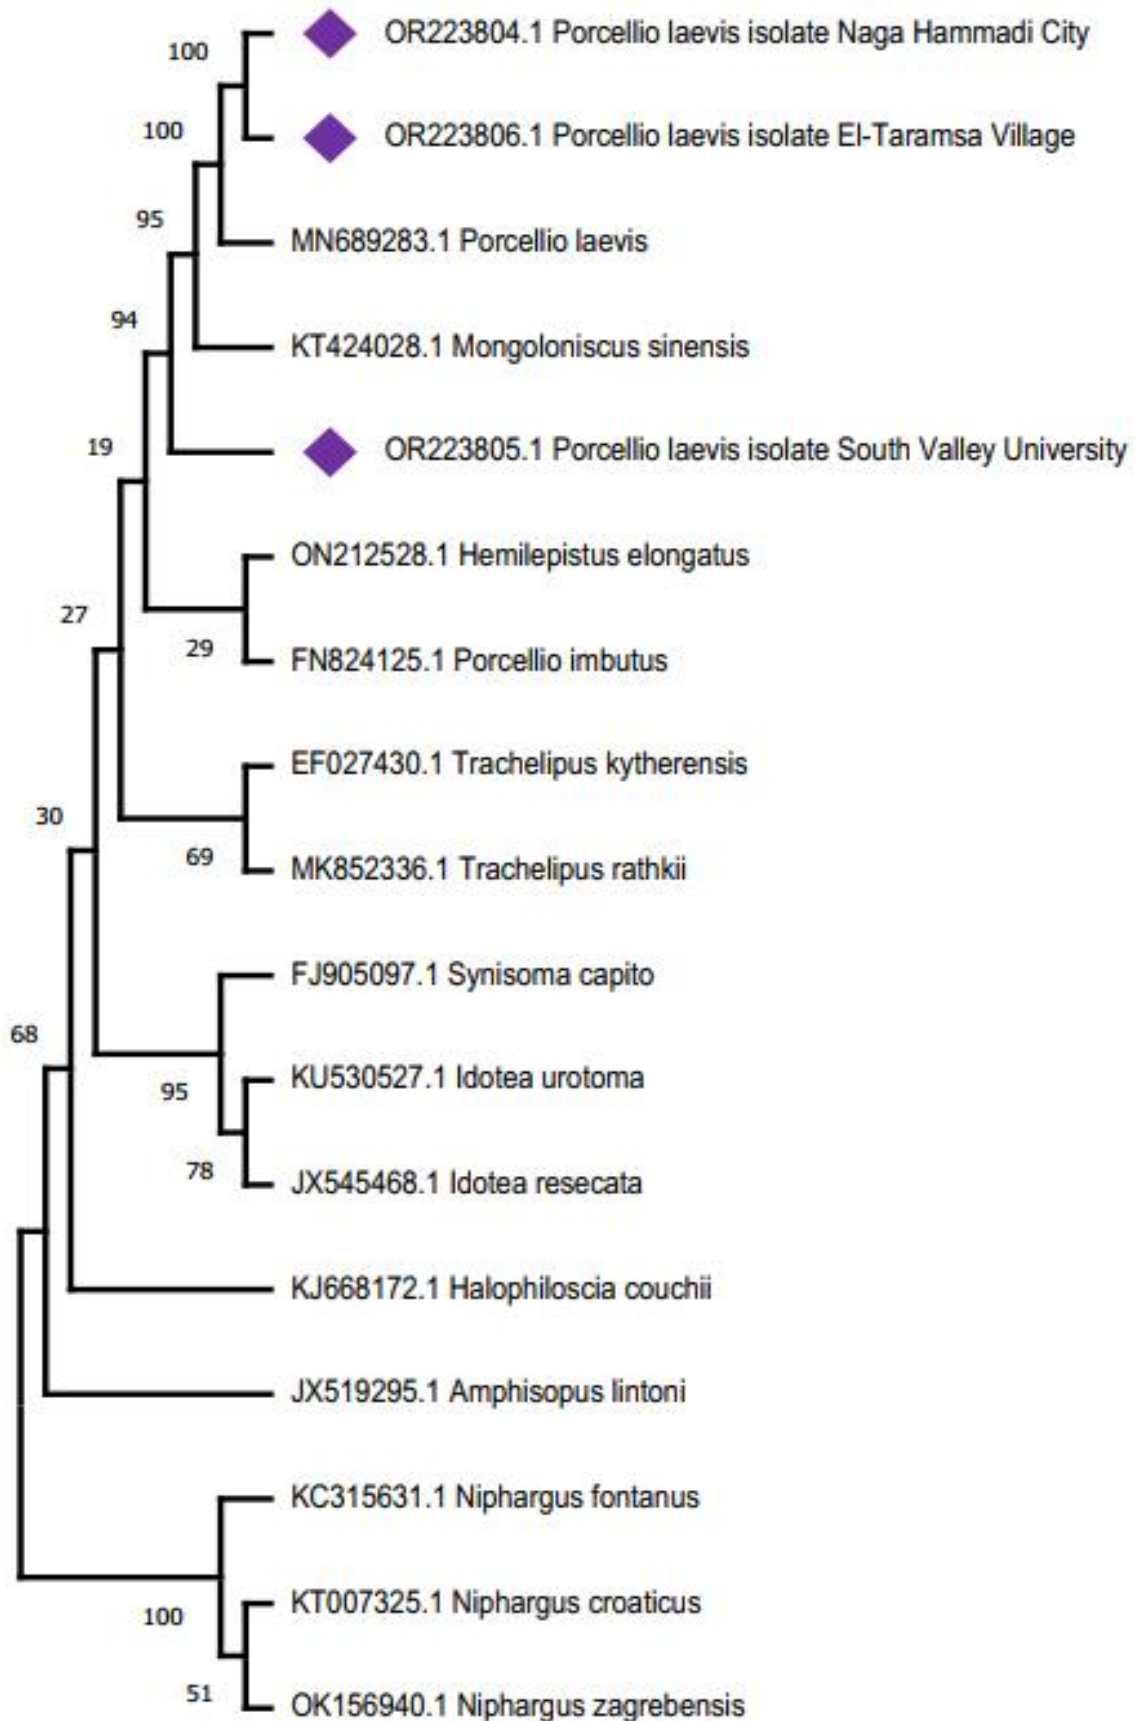 100
OR223804.1 Porcellio laevis isolate Naga Hammadi City
100
OR223806.1 Porcellio laevis isolate El-Taramsa Village
95
MN689283.1 Porcellio laevis
94
KT424028.1 Mongoloniscus sinensis
19
OR223805.1 Porcellio laevis isolate South Valley University
ON212528.1 Hemilepistus elongatus
27
29
FN824125.1 Porcellio imbutus
EF027430.1 Trachelipus kytherensis
30
69
MK852336.1 Trachelipus rathkii
FJ905097.1 Synisoma capito
68
95
KU530527.1 Idotea urotoma
78
JX545468.1 Idotea resecata
KJ668172.1 Halophiloscia couchii
JX519295.1 Amphisopus lintoni
KC315631.1 Niphargus fontanus
100
KT007325.1 Niphargus croaticus
51
OK156940.1 Niphargus zagrebensis